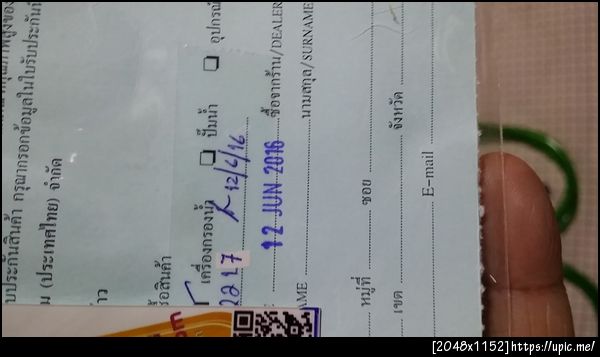 บประกันสินค้า กรุณากรอกข้อมูลในใบรับประกัน
ม (ประเทศไทย) จำกัด
าว
ชื่อสินค้า
เครื่องกรองน้ำ ปั๊มน้ำ อุปกรณ์
12/6/16
12 JUN 2016 ซื้อจากร้าน/DEALER
AME นามสกุล/SURNAME
หมู่ที่ ซอย
เขต จังหวัด
E-mail
[2048x1152]https://upic.me/